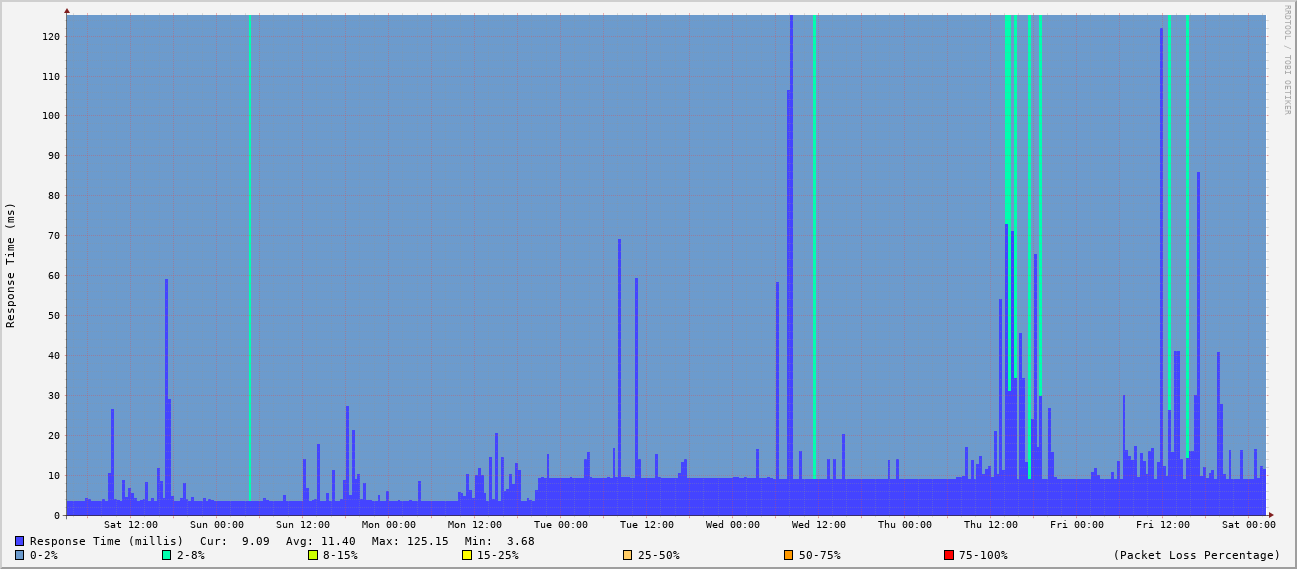 RRDTOOL / TOBI OETIKER
Response Time (ms)
120
110
100
90
80
70
60
50
40
30
20
10
0
Sat 12:00 Sun 00:00 Sun 12:00 Mon 00:00 Mon 12:00 Tue 00:00 Tue 12:00 Wed 00:00 Wed 12:00 Thu 00:00 Thu 12:00 Fri 00:00 Fri 12:00 Sat 00:00
Response Time (millis) Cur: 9.09 Avg: 11.40 Max: 125.15 Min: 3.68
0-2% 2-8% 8-15% 15-25% 25-50% 50-75% 75-100% (Packet Loss Percentage)